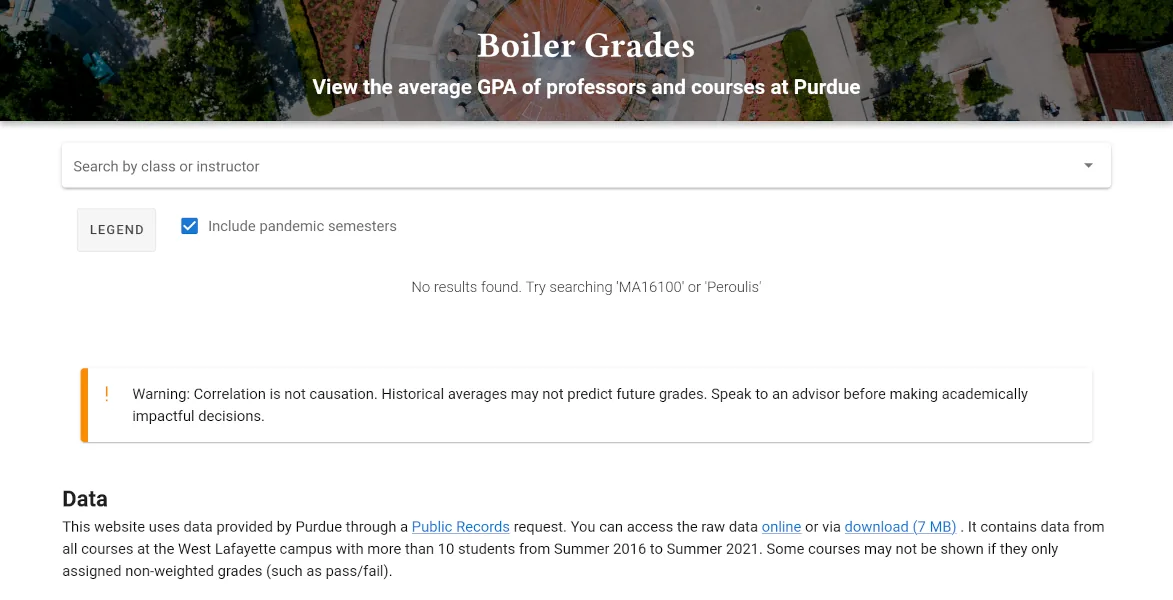 Boiler Grades
View the average GPA of professors and courses at Purdue
Search by class or instructor
LEGEND
Include pandemic semesters
No results found. Try searching 'MA16100' or 'Peroulis'
! Warning: Correlation is not causation. Historical averages may not predict future grades. Speak to an advisor before making academically
impactful decisions.
Data
This website uses data provided by Purdue through a Public Records request. You can access the raw data online or via download (7 MB) . It contains data from
all courses at the West Lafayette campus with more than 10 students from Summer 2016 to Summer 2021. Some courses may not be shown if they only
assigned non-weighted grades (such as pass/fail).